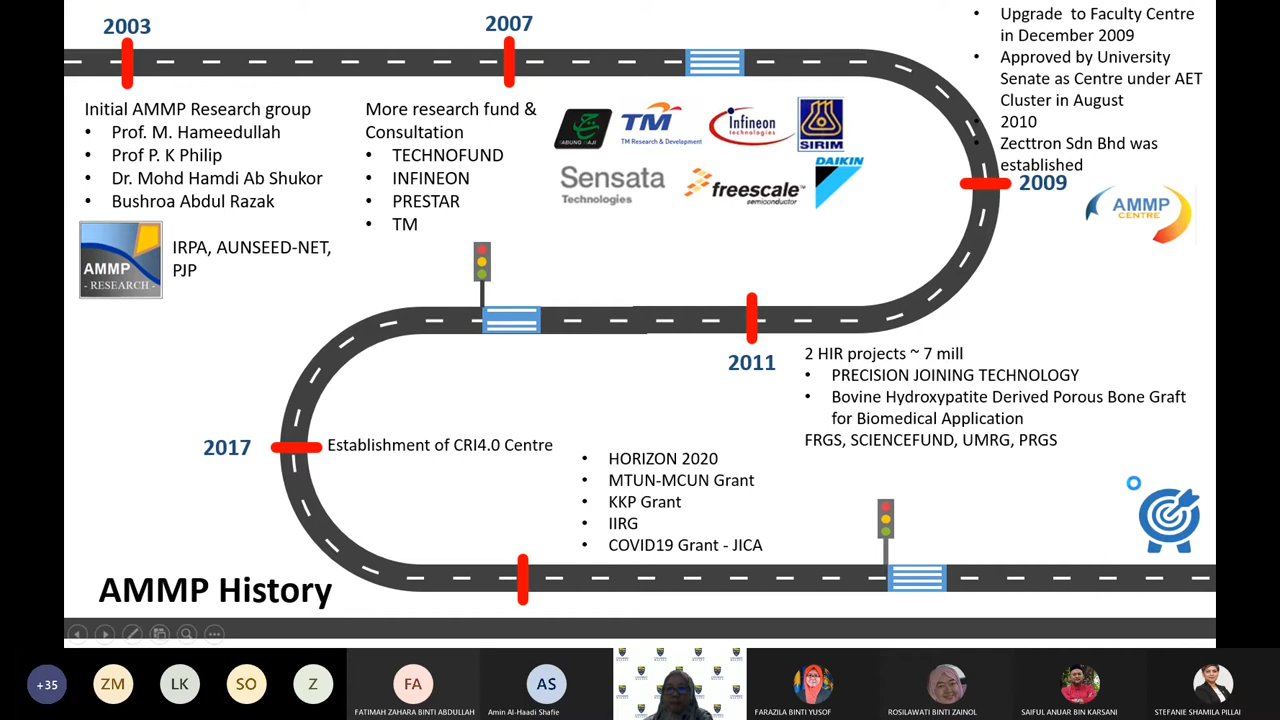 2003
2007
Upgrade to Faculty Centre
in December 2009
Approved by University
Senate as Centre under AET
Cluster in August
2010
Zecttron Sdn Bhd was
established
2009
AMMP
CENTRE
Initial AMMP Research group
Prof. M. Hameedullah
Prof P. K Philip
Dr. Mohd Hamdi Ab Shukor
Bushroa Abdul Razak
AMMP
- RESEARCH -
IRPA, AUNSEED-NET,
PJP
More research fund &
Consultation
TECHNOFUND
INFINEON
PRESTAR
TM
TABUNG HAJI
TM
TM Research & Development
Infineon
technologies
SIRIM
Sensata
Technologies
freescale
semiconductor
DAIKIN
2011
2 HIR projects ~ 7 mill
PRECISION JOINING TECHNOLOGY
Bovine Hydroxypatite Derived Porous Bone Graft
for Biomedical Application
FRGS, SCIENCEFUND, UMRG, PRGS
2017
Establishment of CRI4.0 Centre
HORIZON 2020
MTUN-MCUN Grant
KKP Grant
IIRG
COVID19 Grant - JICA
AMMP History
+35
ZM
LK
SO
Z
FA
FATIMAH ZAHARA BINTI ABDULLAH
AS
Amin Al-Haadi Shafie
FARAZILA BINTI YUSOF
ROSILAWATI BINTI ZAINOL
SAIFUL ANUAR BIN KARSANI
STEFANIE SHAMILA PILLAI